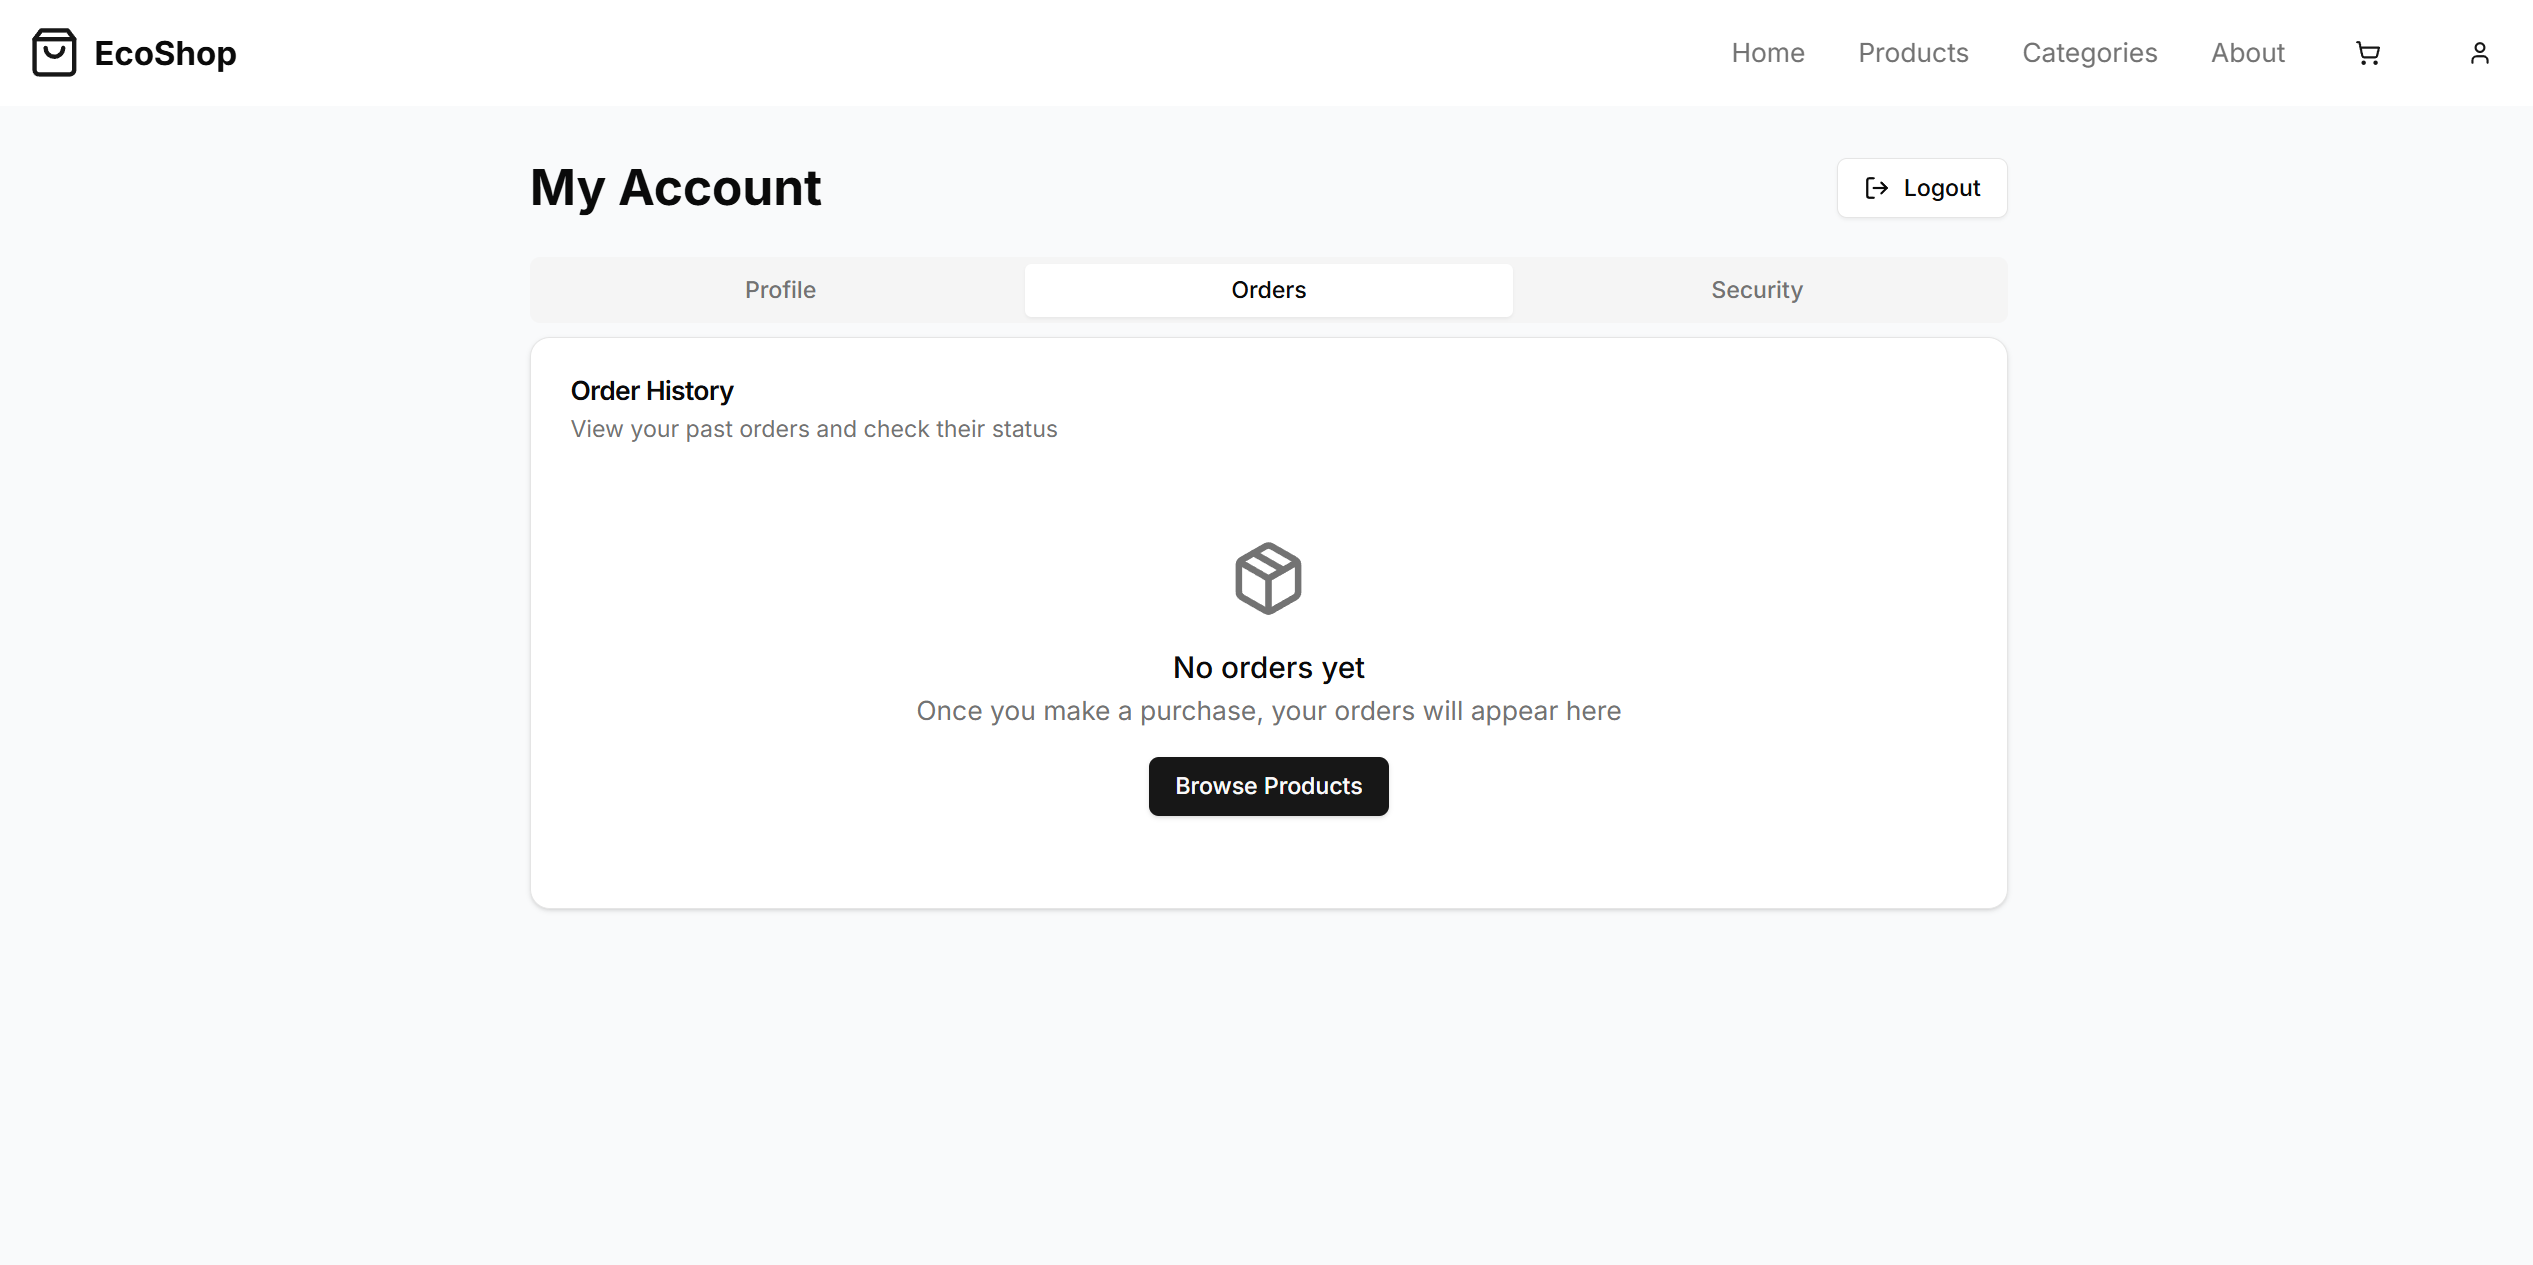 EcoShop
Home Products Categories About
My Account
Logout
Profile Orders Security
Order History
View your past orders and check their status
No orders yet
Once you make a purchase, your orders will appear here
Browse Products